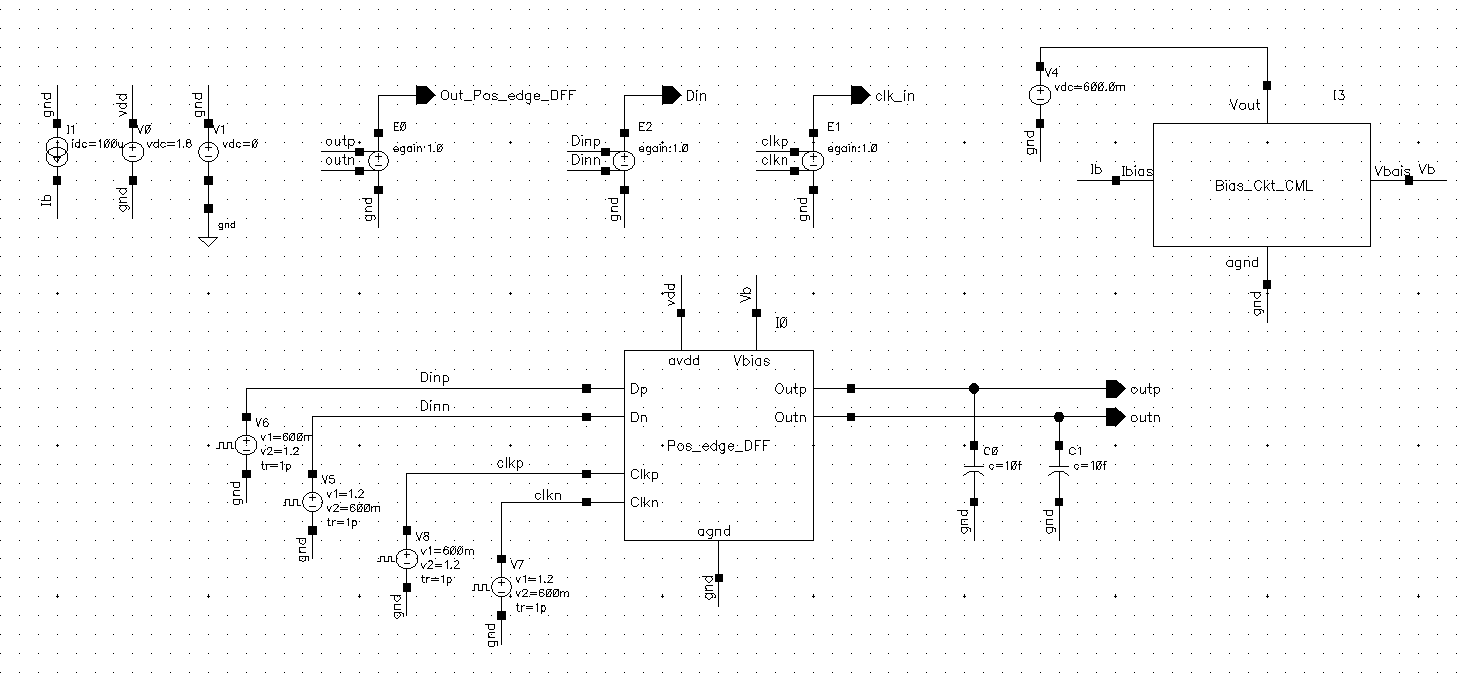 gnd
I1
idc=100u
Ib
vdd
V0
vdc=1.8
gnd
gnd
V1
vdc=0
gnd
Out_Pos_edge_DFF
E0
egain:1.0
outp
outn
gnd
Din
E2
egain:1.0
Dinp
Dinn
gnd
clk_in
E1
egain:1.0
clkp
clkn
gnd
V4
vdc=600.0m
gnd
Vout
I3
Ib
Ibias
Bias_Ckt_CML
Vbais
Vb
agnd
gnd
vdd
Vb
I0
avdd
Vbias
Dinp
Dp
Outp
outp
Dinn
Dn
Outn
outn
Pos_edge_DFF
clkp
Clkp
clkn
Clkn
agnd
gnd
V6
v1=600m
v2=1.2
tr=1p
gnd
V5
v1=1.2
v2=600m
tr=1p
gnd
V8
v1=600m
v2=1.2
tr=1p
gnd
V7
v1=1.2
v2=600m
tr=1p
gnd
C0
c=10f
gnd
C1
c=10f
gnd